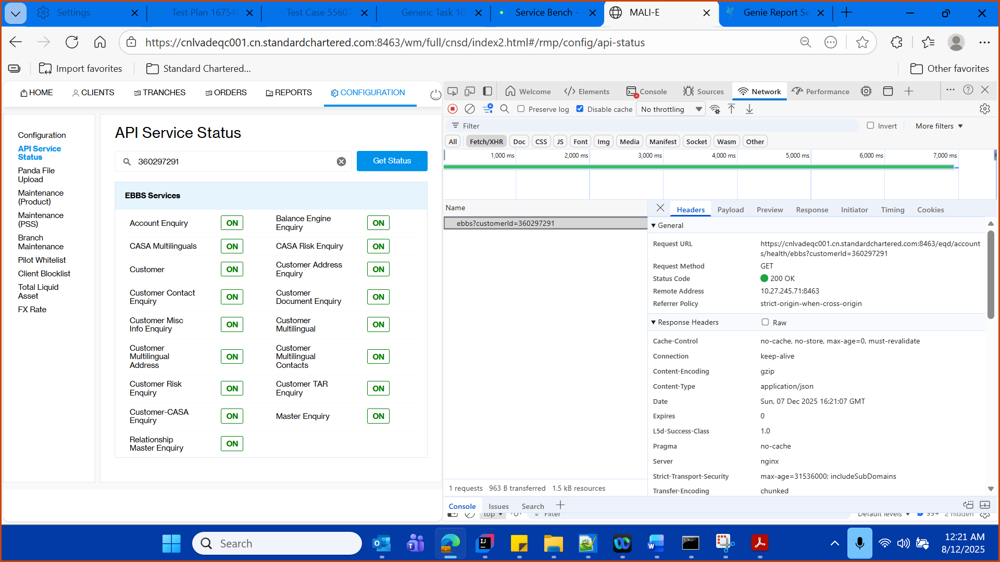 Settings
Test Plan 16754
Test Case 5560
Generic Task 10
Service Bench -
MALI-E
Genie Report Se
https://cnlvadeqc001.cn.standardchartered.com:8463/wm/full/cnsd/index2.html#/rmp/config/api-status
Import favorites
Standard Chartered...
Other favorites
HOME
CLIENTS
TRANCHES
ORDERS
REPORTS
CONFIGURATION
Configuration
API Service
Status
Panda File
Upload
Maintenance
(Product)
Maintenance
(PSS)
Branch
Maintenance
Pilot Whitelist
Client Blocklist
Total Liquid
Asset
FX Rate
API Service Status
360297291
Get Status
EBBS Services
Account Enquiry ON
Balance Engine
Enquiry ON
CASA Multilinguals ON
CASA Risk Enquiry ON
Customer ON
Customer Address
Enquiry ON
Customer Contact
Enquiry ON
Customer
Document Enquiry ON
Customer Misc
Info Enquiry ON
Customer
Multilingual ON
Customer
Multilingual
Address ON
Customer
Multilingual
Contacts ON
Customer Risk
Enquiry ON
Customer TAR
Enquiry ON
Customer-CASA
Enquiry ON
Master Enquiry ON
Relationship
Master Enquiry ON
Welcome
Elements
Console
Sources
Network
Performance
Preserve log
Disable cache
No throttling
Filter
Invert
More filters
All Fetch/XHR Doc CSS JS Font Img Media Manifest Socket Wasm Other
1,000 ms 2,000 ms 3,000 ms 4,000 ms 5,000 ms 6,000 ms 7,000 ms
Name
ebbs?customerId=360297291
1 requests 963 B transferred 1.5 kB resources
Headers Payload Preview Response Initiator Timing Cookies
General
Request URL https://cnlvadeqc001.cn.standardchartered.com:8463/eqd/account
s/health/ebbs?customerId=360297291
Request Method GET
Status Code 200 OK
Remote Address 10.27.245.71:8463
Referrer Policy strict-origin-when-cross-origin
Response Headers Raw
Cache-Control no-cache, no-store, max-age=0, must-revalidate
Connection keep-alive
Content-Encoding gzip
Content-Type application/json
Date Sun, 07 Dec 2025 16:21:07 GMT
Expires 0
L5d-Success-Class 1.0
Pragma no-cache
Server nginx
Strict-Transport-Security max-age=31536000; includeSubDomains
Transfer-Encoding chunked
Console Issues Search
top Filter Default levels 99+ 2 hidden
Search
12:21 AM
8/12/2025